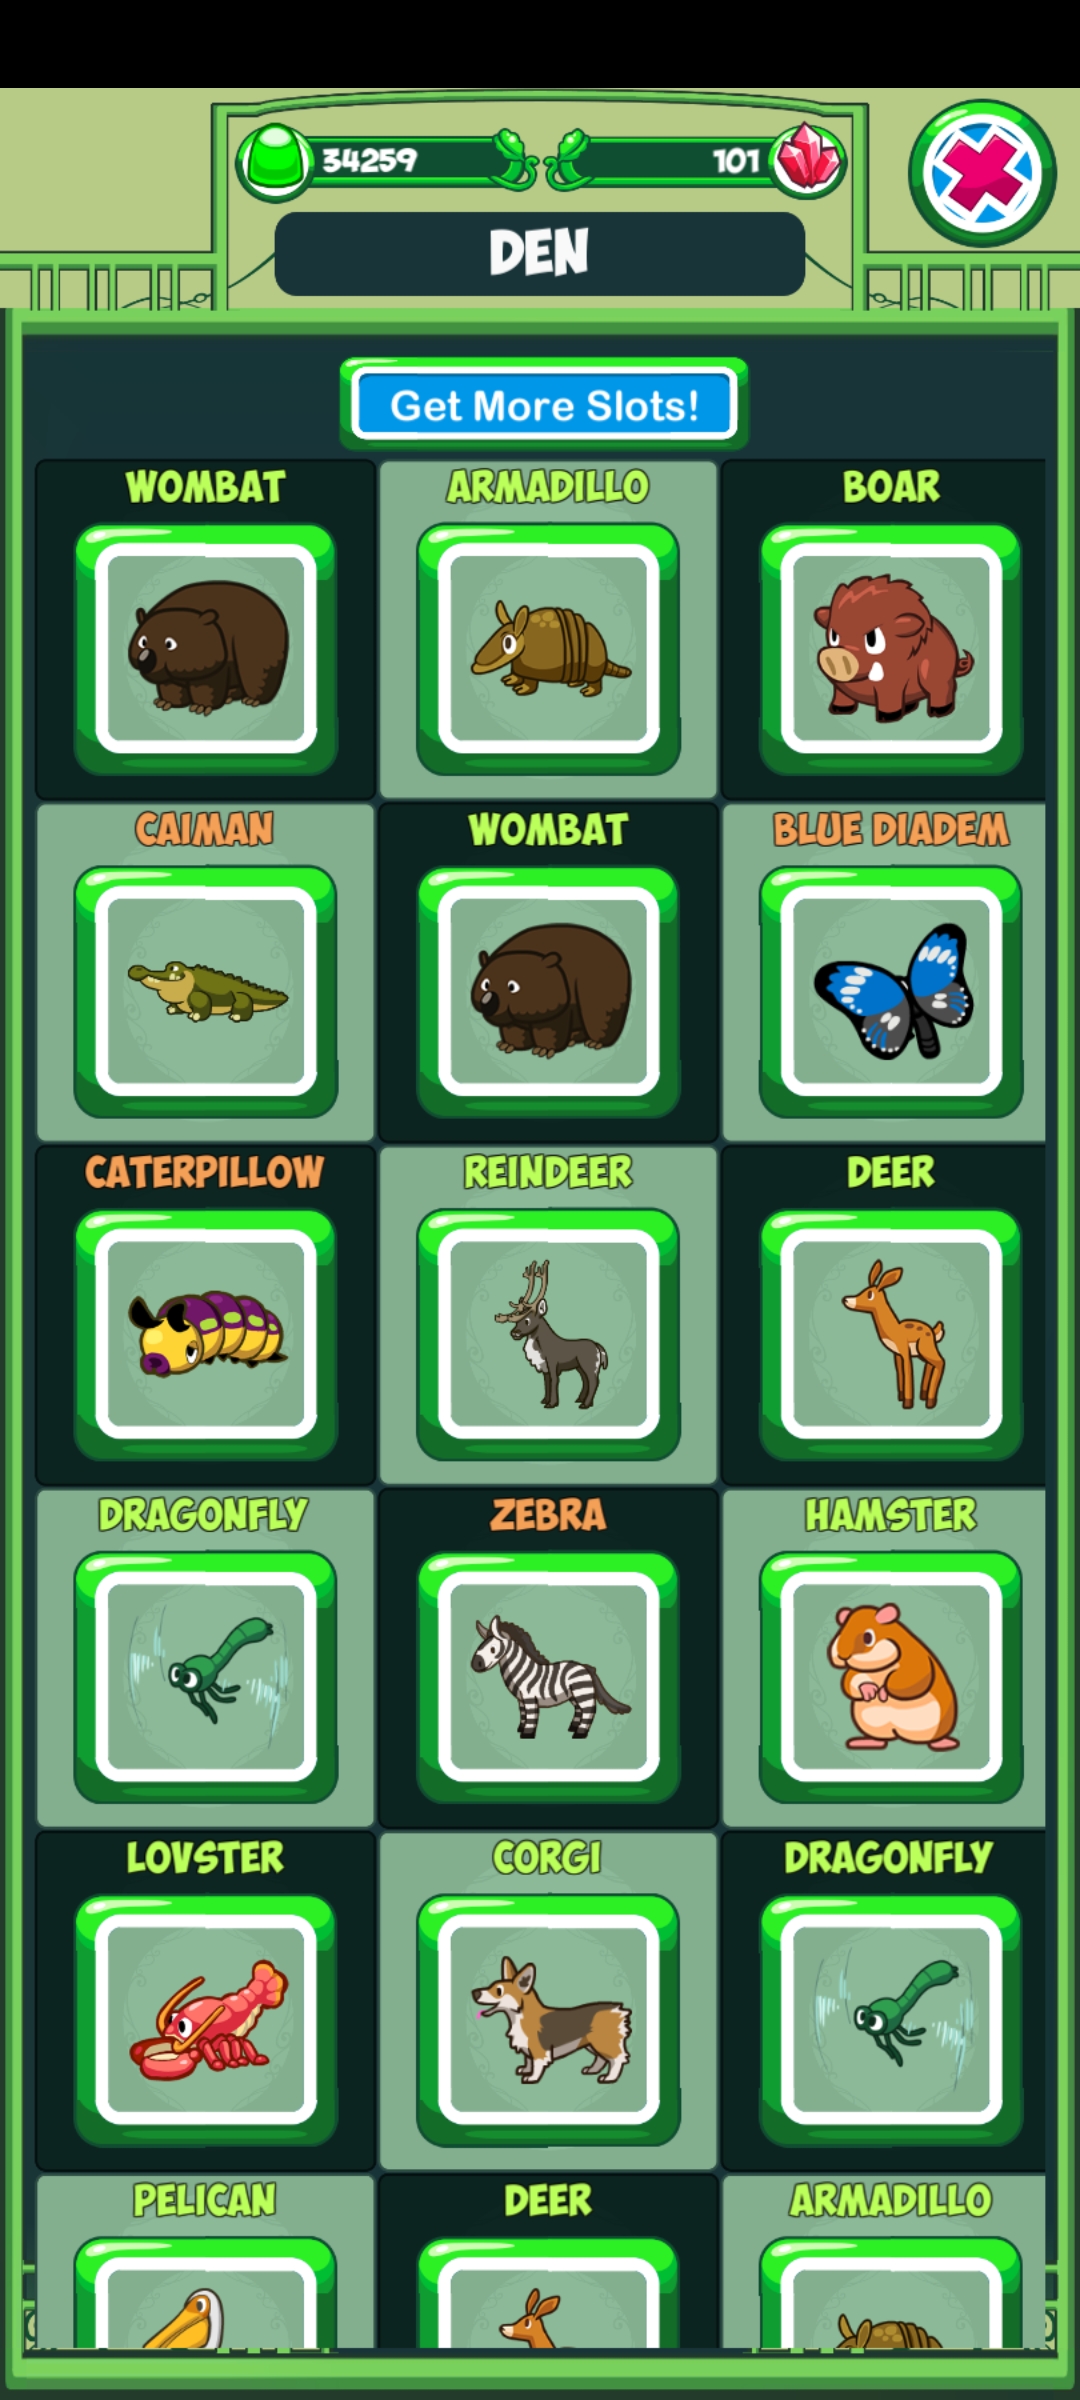 34259
101
DEN
Get More Slots!
WOMBAT
ARMADILLO
BOAR
CAIMAN
WOMBAT
BLUE DIADEM
CATERPILLOW
REINDEER
DEER
DRAGONFLY
ZEBRA
HAMSTER
LOVSTER
CORGI
DRAGONFLY
PELICAN
DEER
ARMADILLO